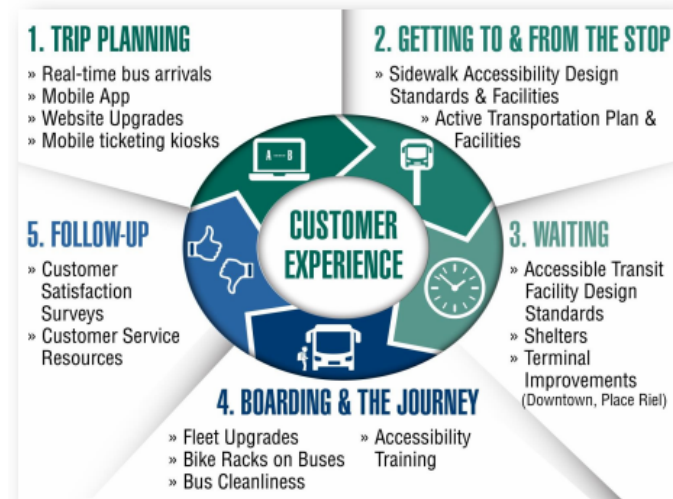 1. TRIP PLANNING
» Real-time bus arrivals
» Mobile App
» Website Upgrades
» Mobile ticketing kiosks
2. GETTING TO & FROM THE STOP
» Sidewalk Accessibility Design
Standards & Facilities
» Active Transportation Plan &
Facilities
A B
CUSTOMER
EXPERIENCE
3. WAITING
» Accessible Transit
Facility Design
Standards
» Shelters
» Terminal
Improvements
(Downtown, Place Riel)
4. BOARDING & THE JOURNEY
» Fleet Upgrades
» Bike Racks on Buses
» Bus Cleanliness
» Accessibility
Training
5. FOLLOW-UP
» Customer
Satisfaction
Surveys
» Customer Service
Resources